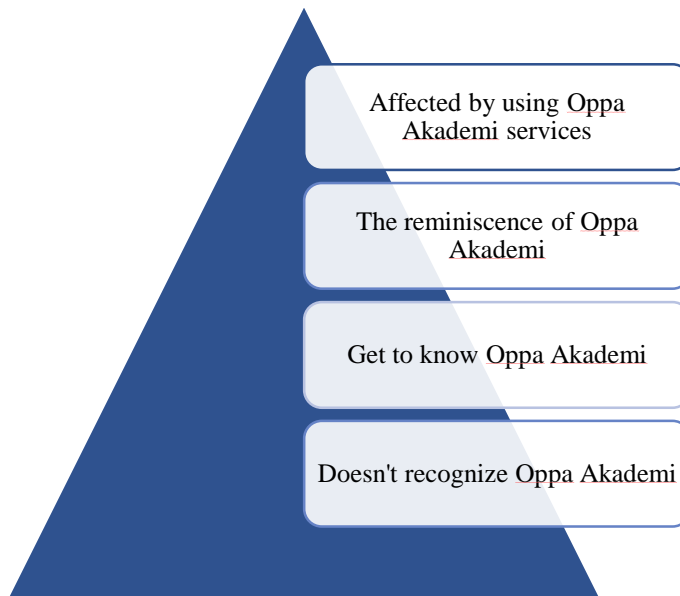 Affected by using Oppa
Akademi services
The reminiscence of Oppa
Akademi
Get to know Oppa Akademi
Doesn't recognize Oppa Akademi